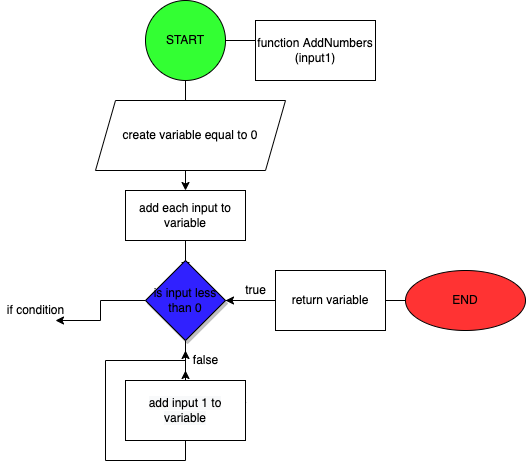 START
function AddNumbers
(input1)
create variable equal to 0
add each input to
variable
is input less
than 0
true
return variable
END
if condition
false
add input 1 to
variable